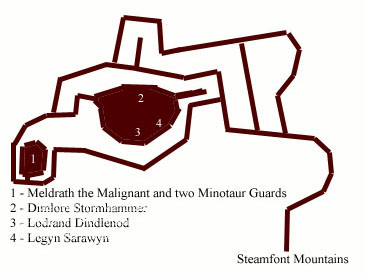 2
4
3
1
1 - Meldrath the Malignant and two Minotaur Guards
2 - Dimlore Stormhammer
3 - Lodrand Dindlenod
4 - Legyn Sarawyn
Steamfont Mountains